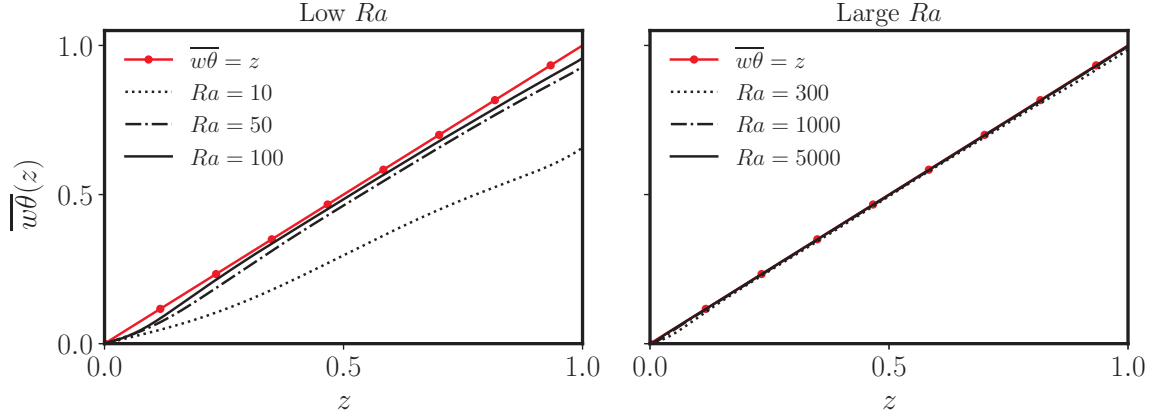 Low Ra
Large Ra
w̅θ̅(z)
1.0
0.5
0.0
w̅θ̅ = z
Ra = 10
Ra = 50
Ra = 100
0.0
0.5
1.0
z
w̅θ̅ = z
Ra = 300
Ra = 1000
Ra = 5000
0.0
0.5
1.0
z